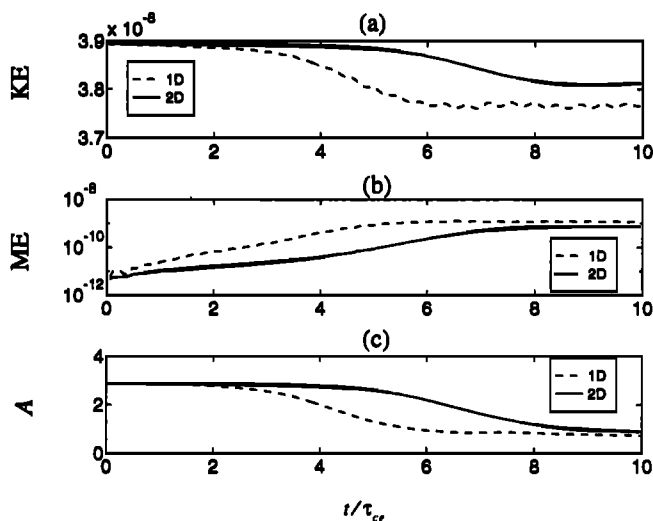 (a)
× 10⁻⁸
3.9
3.8
3.7
KE
1D
2D
0 2 4 6 8 10
(b)
10⁻⁸
10⁻¹⁰
10⁻¹²
ME
1D
2D
0 2 4 6 8 10
(c)
4
2
0
A
1D
2D
0 2 4 6 8 10
t/τce